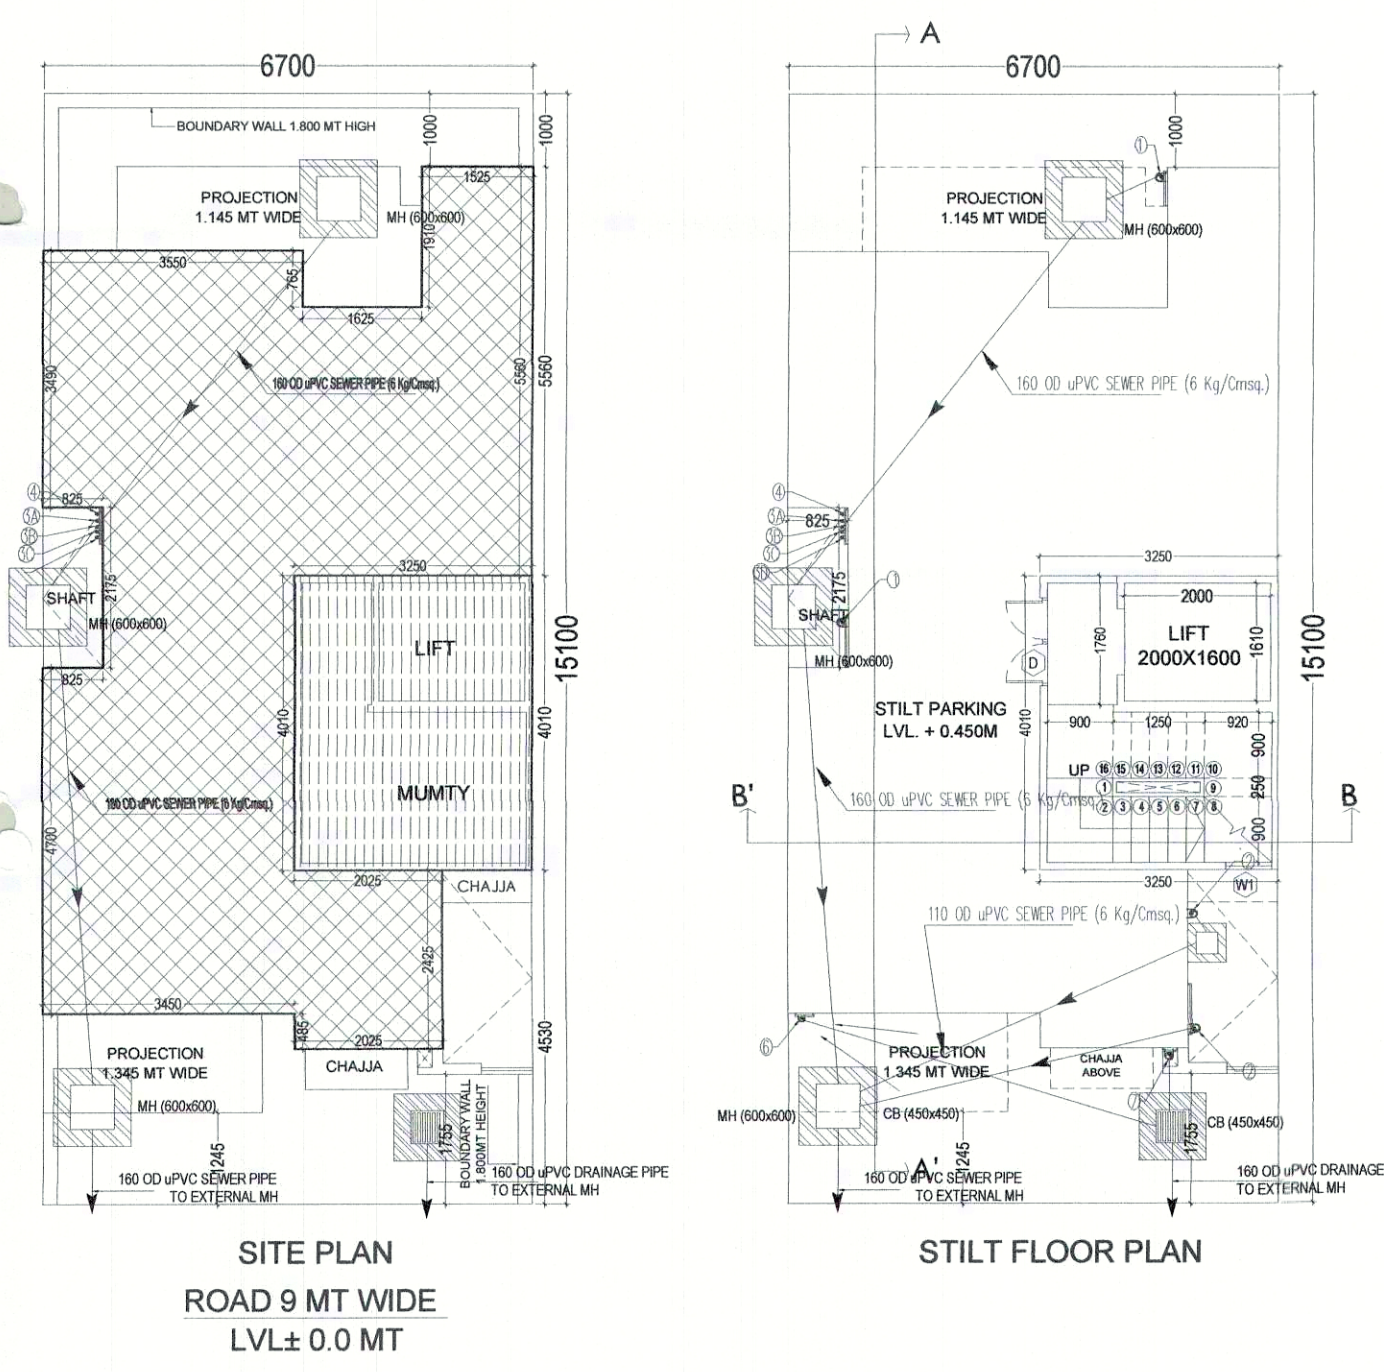 6700
BOUNDARY WALL 1.800 MT HIGH
1000
1000
1525
PROJECTION
1.145 MT WIDE
MH (600x600)
1910
3550
765
1625
3490
5560
5560
160 OD uPVC SEWER PIPE (6 Kg/Cmsq.)
4
825
3A
3B
3C
3250
SHAFT
2175
MH (600x600)
LIFT
15100
825
4010
4010
MUMTY
160 OD uPVC SEWER PIPE (6 Kg/Cmsq.)
4700
2025
CHAJJA
2425
3450
485
2025
4530
PROJECTION
1.345 MT WIDE
CHAJJA
MH (600x600)
BOUNDARY WALL
1.800MT HEIGHT
1755
1245
160 OD uPVC SEWER PIPE
TO EXTERNAL MH
160 OD uPVC DRAINAGE PIPE
TO EXTERNAL MH
SITE PLAN
ROAD 9 MT WIDE
LVL± 0.0 MT
A
6700
1000
1
PROJECTION
1.145 MT WIDE
MH (600x600)
160 OD uPVC SEWER PIPE (6 Kg/Cmsq.)
4
3A
825
3B
3C
2175
1
SHAFT
MH (600x600)
3250
2000
1760
LIFT
2000X1600
1610
D
15100
STILT PARKING
LVL. + 0.450M
4010
900
1250
920
900
UP
16 15 14 13 12 11 10
1
9
250
2 3 4 5 6 7 8
900
B'
B
160 OD uPVC SEWER PIPE (6 Kg/Cmsq.
2
3250
W1
110 OD uPVC SEWER PIPE (6 Kg/Cmsq.)
6
PROJECTION
1.345 MT WIDE
CHAJJA
ABOVE
2
7
MH (600x600)
CB (450x450)
CB (450x450)
1755
1245
A'
160 OD uPVC SEWER PIPE
TO EXTERNAL MH
160 OD uPVC DRAINAGE
TO EXTERNAL MH
STILT FLOOR PLAN